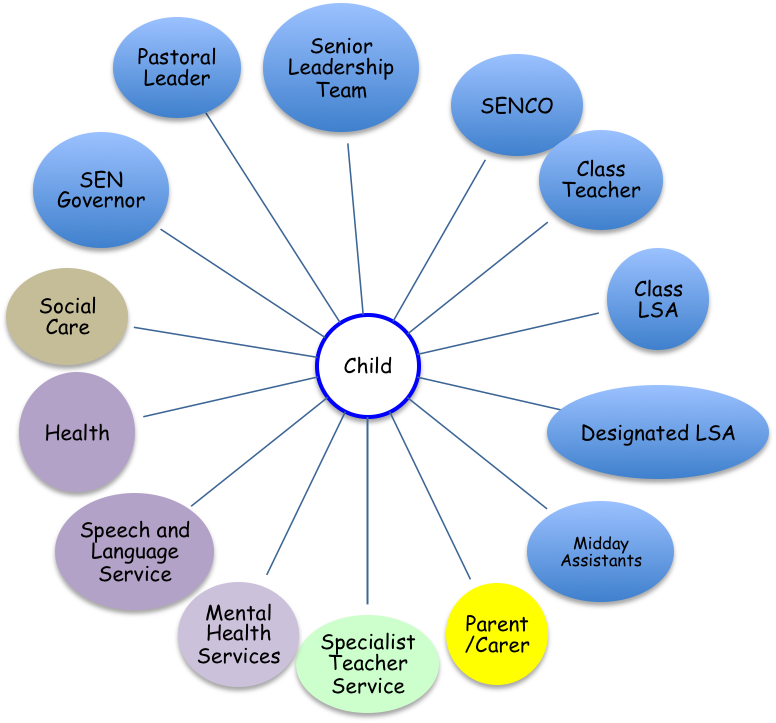 Pastoral
Leader
Senior
Leadership
Team
SENCO
Class
Teacher
SEN
Governor
Social
Care
Class
LSA
Child
Health
Designated LSA
Speech and
Language
Service
Midday
Assistants
Mental
Health
Services
Specialist
Teacher
Service
Parent
/Carer